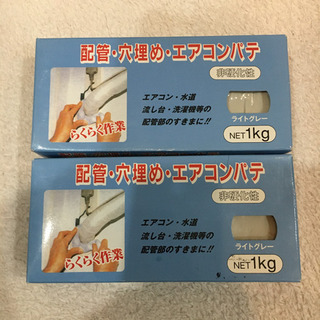 配管・穴埋め・エアコンパテ
非硬化性
エアコン・水道
流し台・洗濯機等の
配管部のすきまに!!
らくらく作業
ライトグレー
NET 1kg
配管・穴埋め・エアコンパテ
非硬化性
エアコン・水道
流し台・洗濯機等の
配管部のすきまに!!
らくらく作業
ライトグレー
NET 1kg